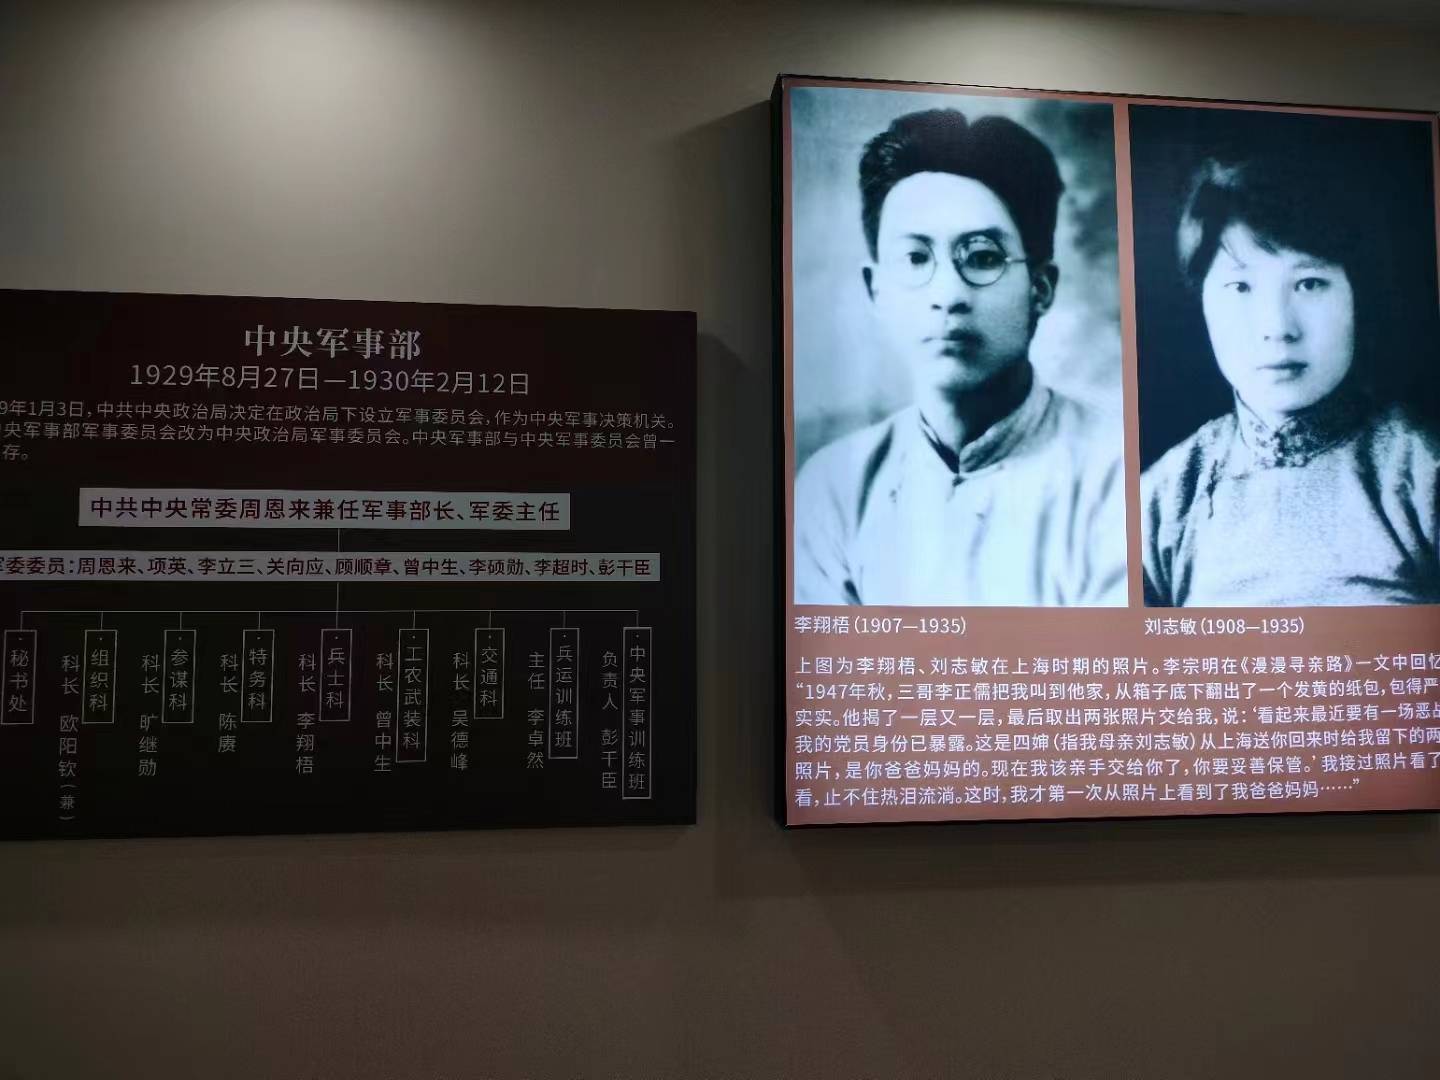 中央军事部
1929年8月27日—1930年2月12日
9年1月3日，中共中央政治局决定在政治局下设立军事委员会，作为中央军事决策机关。
央军事部军事委员会改为中央政治局军事委员会。中央军事部与中央军事委员会曾一
存。
中共中央常委周恩来兼任军事部长、军委主任
军委委员：周恩来、项英、李立三、关向应、顾顺章、曾中生、李硕勋、李超时、彭干臣
·秘书处
·组织科
科长 欧阳钦（兼）
·参谋科
科长 旷继勋
·特务科
科长 陈赓
·兵士科
科长 李翔梧
·工农武装科
科长 曾中生
·交通科
科长 吴德峰
·兵运训练班
主任 李卓然
·中央军事训练班
负责人 彭干臣
李翔梧（1907—1935）
刘志敏（1908—1935）
上图为李翔梧、刘志敏在上海时期的照片。李宗明在《漫漫寻亲路》一文中回忆
“1947年秋，三哥李正儒把我叫到他家，从箱子底下翻出了一个发黄的纸包，包得严
实实。他揭了一层又一层，最后取出两张照片交给我，说：‘看起来最近要有一场恶战
我的党员身份已暴露。这是四婶（指我母亲刘志敏）从上海送你回来时给我留下的两
照片，是你爸爸妈妈的。现在我该亲手交给你了，你要妥善保管。’我接过照片看了
看，止不住热泪流淌。这时，我才第一次从照片上看到了我爸爸妈妈……”